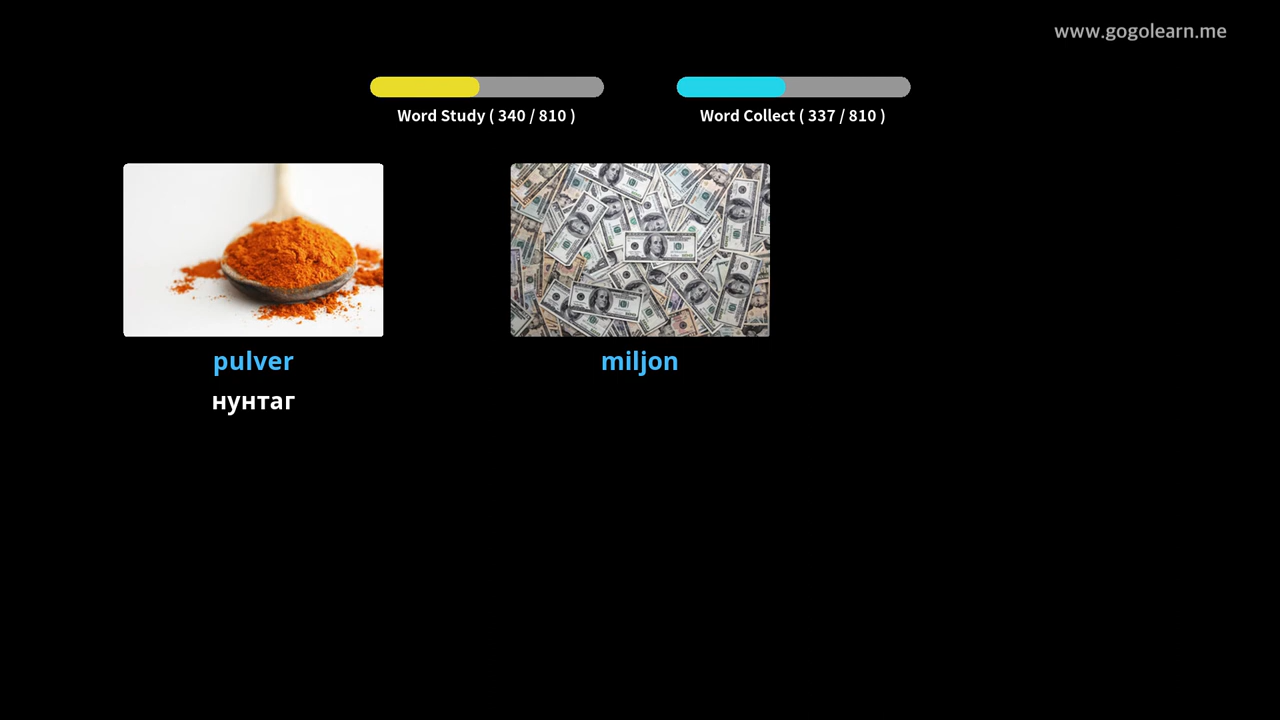 www.gogolearn.me
Word Study ( 340 / 810 )
Word Collect ( 337 / 810 )
pulver
miljon
нунтаг